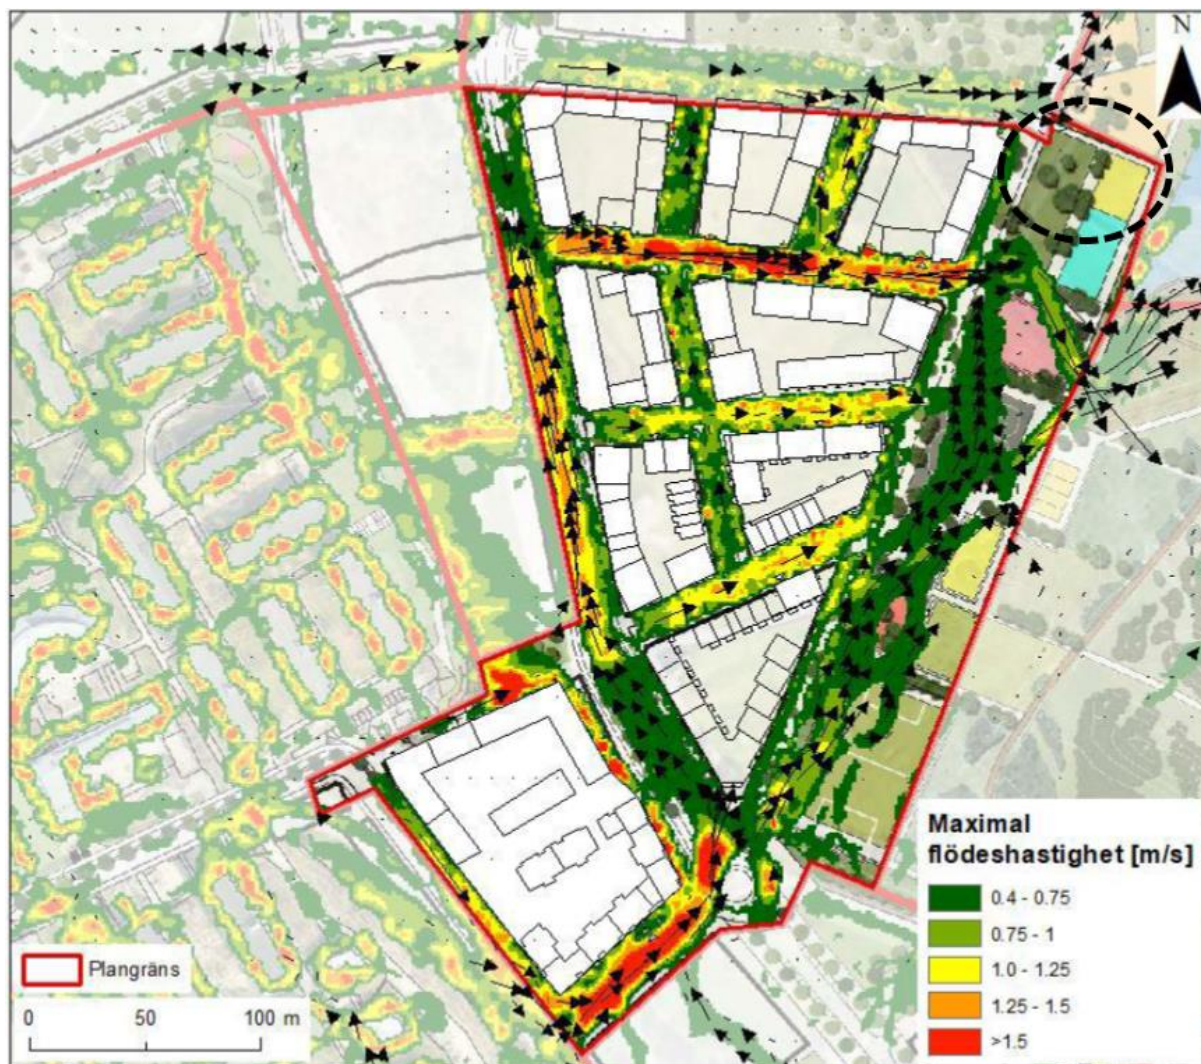 N
Maximal
flödeshastighet [m/s]
0.4 - 0.75
0.75 - 1
1.0 - 1.25
1.25 - 1.5
>1.5
Plangräns
0 50 100 m